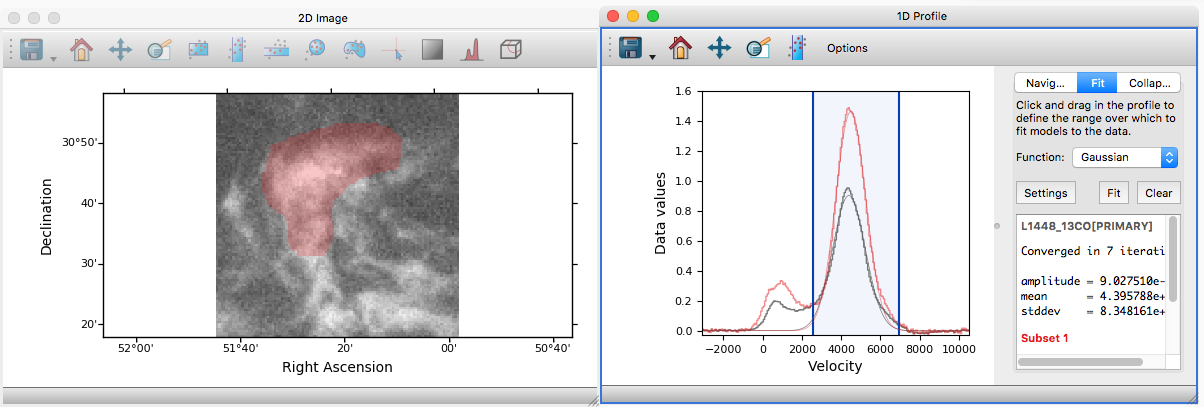 2D Image
30°50'
40'
30'
20'
Declination
52°00'
51°40'
20'
00'
50°40'
Right Ascension
1D Profile
Options
1.6
1.4
1.2
1.0
0.8
0.6
0.4
0.2
0.0
Data values
−2000
0
2000
4000
6000
8000
10000
Velocity
Navig...
Fit
Collap...
Click and drag in the profile to
define the range over which to
fit models to the data.
Function:
Gaussian
Settings
Fit
Clear
L1448_13CO[PRIMARY]
Converged in 7 iterati
amplitude = 9.027510e-
mean = 4.395788e+
stddev = 8.348161e+
Subset 1